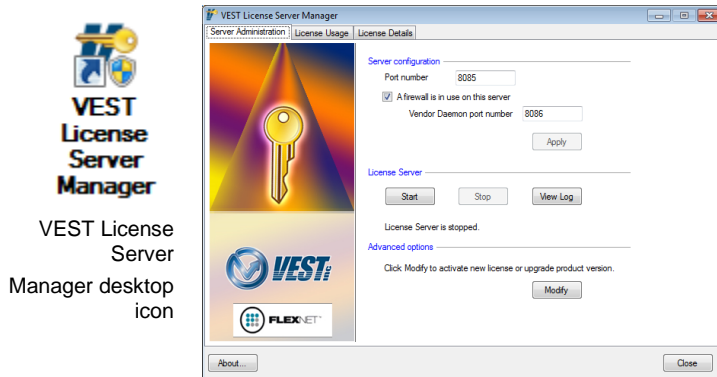 VEST
License
Server
Manager
VEST License
Server
Manager desktop
icon
VEST License Server Manager
Server Administration License Usage License Details
Server configuration
Port number 8085
A firewall is in use on this server
Vendor Daemon port number 8086
Apply
License Server
Start Stop View Log
License Server is stopped.
Advanced options
Click Modify to activate new license or upgrade product version.
Modify
VEST
FLEXNET
About...
Close